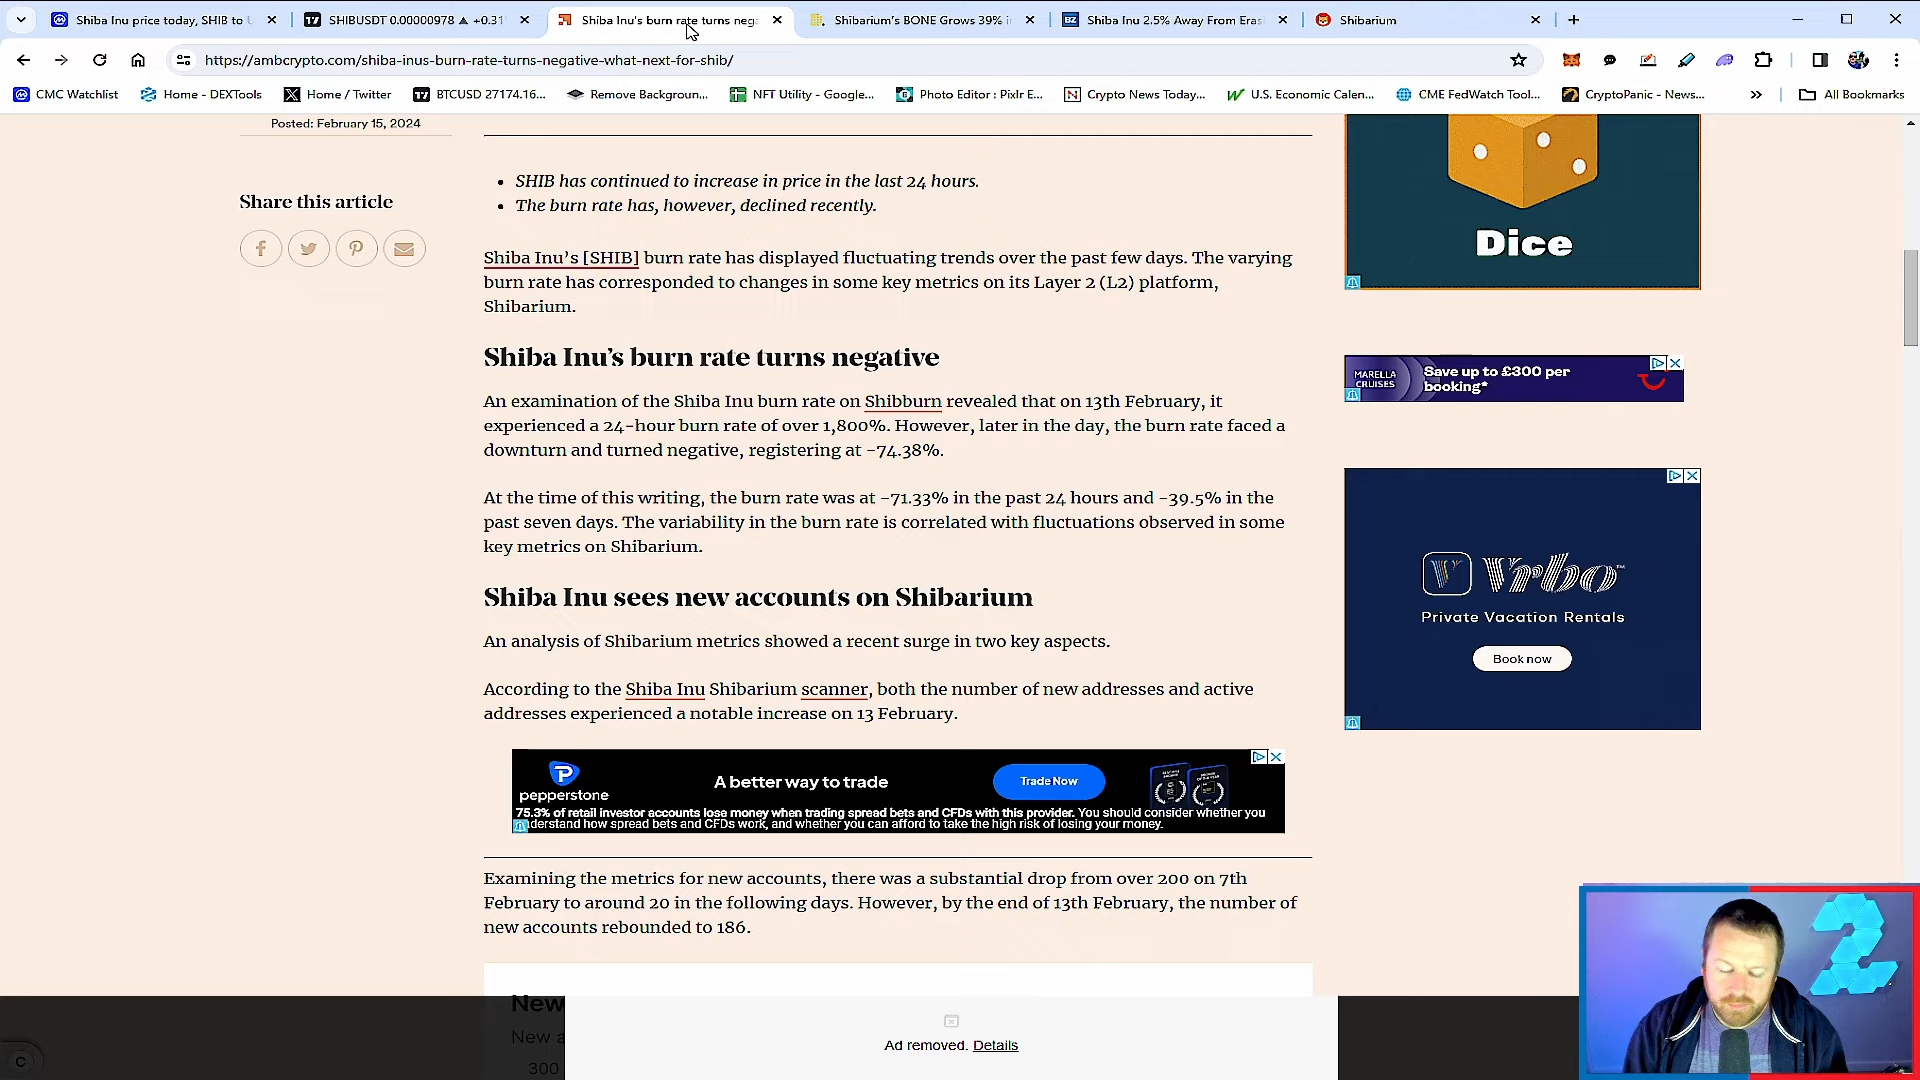 Shiba Inu price today, SHIB to U
SHIBUSDT 0.00000978 ▲ +0.31
Shiba Inu's burn rate turns nega
Shibarium's BONE Grows 39% i
BZ
Shiba Inu 2.5% Away From Erasi
Shibarium
https://ambcrypto.com/shiba-inus-burn-rate-turns-negative-what-next-for-shib/
CMC Watchlist
Home - DEXTools
Home / Twitter
BTCUSD 27174.16...
Remove Backgroun...
NFT Utility - Google...
Photo Editor : Pixlr E...
Crypto News Today...
U.S. Economic Calen...
CME FedWatch Tool...
CryptoPanic - News...
All Bookmarks
Posted: February 15, 2024
Share this article
• SHIB has continued to increase in price in the last 24 hours.
• The burn rate has, however, declined recently.
Shiba Inu's [SHIB] burn rate has displayed fluctuating trends over the past few days. The varying
burn rate has corresponded to changes in some key metrics on its Layer 2 (L2) platform,
Shibarium.
Shiba Inu's burn rate turns negative
An examination of the Shiba Inu burn rate on Shibburn revealed that on 13th February, it
experienced a 24-hour burn rate of over 1,800%. However, later in the day, the burn rate faced a
downturn and turned negative, registering at -74.38%.
At the time of this writing, the burn rate was at -71.33% in the past 24 hours and -39.5% in the
past seven days. The variability in the burn rate is correlated with fluctuations observed in some
key metrics on Shibarium.
Shiba Inu sees new accounts on Shibarium
An analysis of Shibarium metrics showed a recent surge in two key aspects.
According to the Shiba Inu Shibarium scanner, both the number of new addresses and active
addresses experienced a notable increase on 13 February.
pepperstone
A better way to trade
Trade Now
75.3% of retail investor accounts lose money when trading spread bets and CFDs with this provider. You should consider whether you
understand how spread bets and CFDs work, and whether you can afford to take the high risk of losing your money.
Examining the metrics for new accounts, there was a substantial drop from over 200 on 7th
February to around 20 in the following days. However, by the end of 13th February, the number of
new accounts rebounded to 186.
New
New a
300
Ad removed. Details
C
Dice
MARELLA
CRUISES
Save up to £300 per
booking*
Vrbo
Private Vacation Rentals
Book now
2